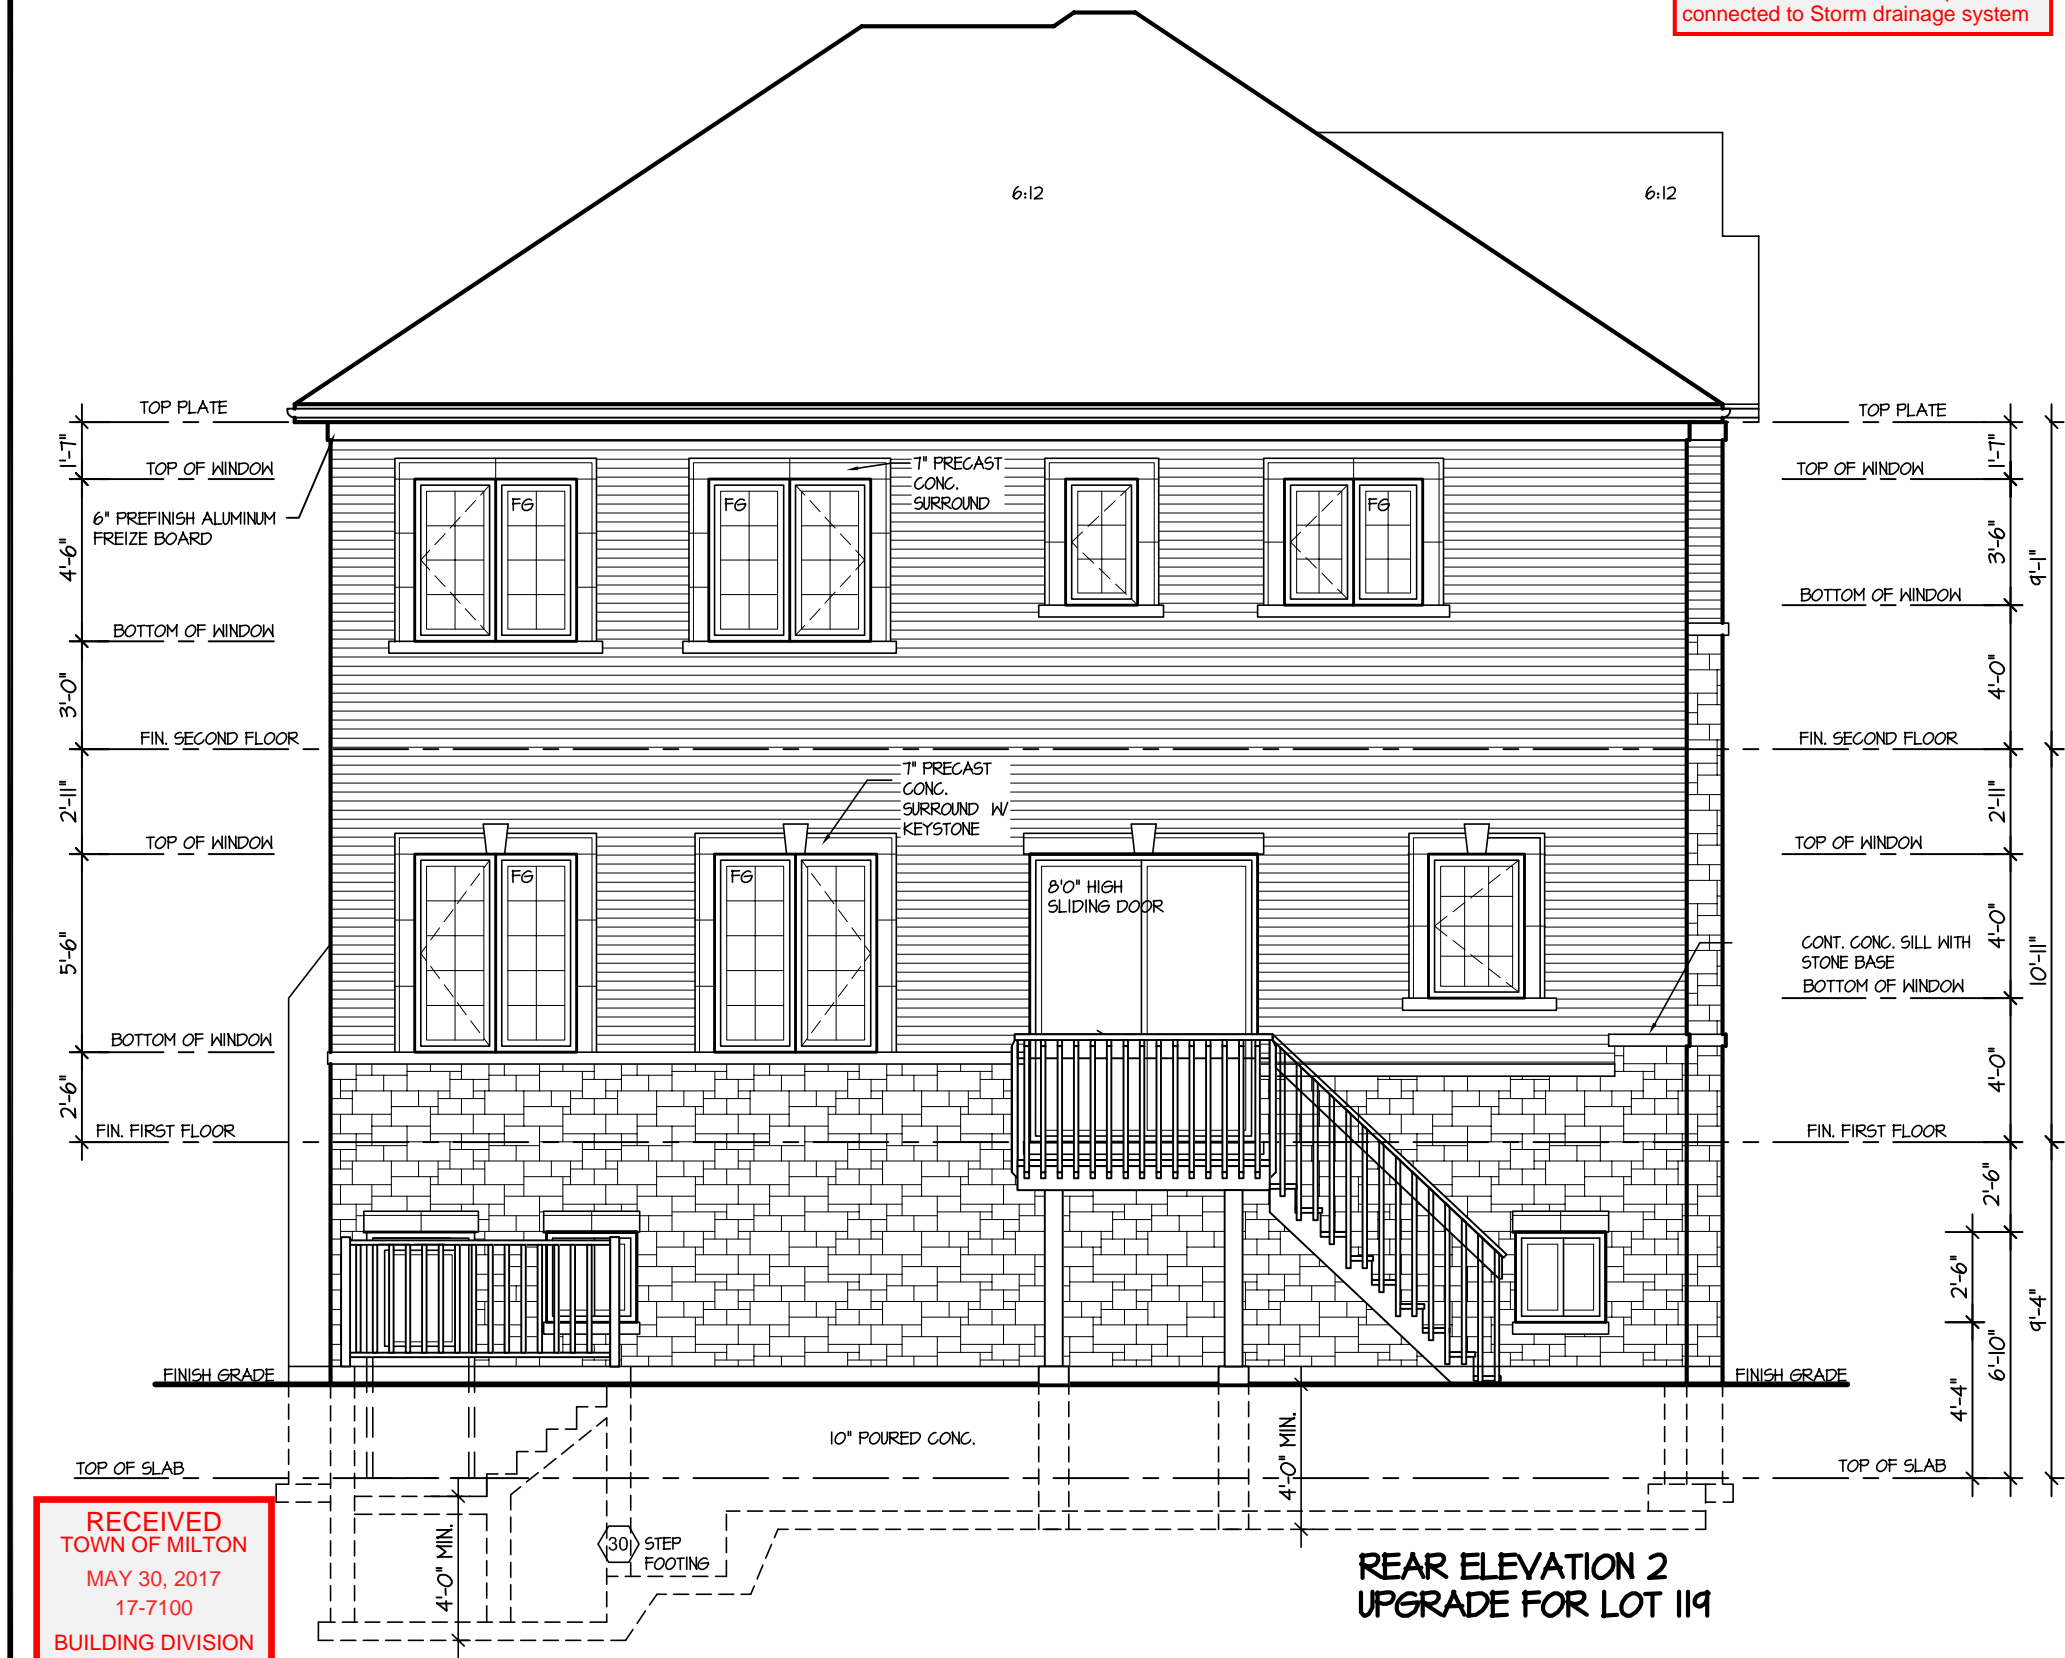 connected to Storm drainage system
6:12
6:12
TOP PLATE
TOP PLATE
1'-7"
TOP OF WINDOW
7" PRECAST
CONC.
SURROUND
TOP OF WINDOW
1'-7"
6" PREFINISH ALUMINUM
FREIZE BOARD
FG
FG
FG
4'-6"
3'-6"
9'-1"
BOTTOM OF WINDOW
BOTTOM OF WINDOW
3'-0"
4'-0"
FIN. SECOND FLOOR
FIN. SECOND FLOOR
2'-11"
7" PRECAST
CONC.
SURROUND W/
KEYSTONE
2'-11"
TOP OF WINDOW
TOP OF WINDOW
FG
FG
8'0" HIGH
SLIDING DOOR
5'-6"
4'-0"
CONT. CONC. SILL WITH
STONE BASE
10'-11"
BOTTOM OF WINDOW
BOTTOM OF WINDOW
2'-6"
4'-0"
FIN. FIRST FLOOR
FIN. FIRST FLOOR
2'-6"
2'-6"
9'-4"
6'-10"
4'-4"
FINISH GRADE
FINISH GRADE
10" POURED CONC.
4'-0" MIN.
TOP OF SLAB
TOP OF SLAB
RECEIVED
TOWN OF MILTON
MAY 30, 2017
17-7100
BUILDING DIVISION
4'-0" MIN.
30
STEP
FOOTING
REAR ELEVATION 2
UPGRADE FOR LOT 119